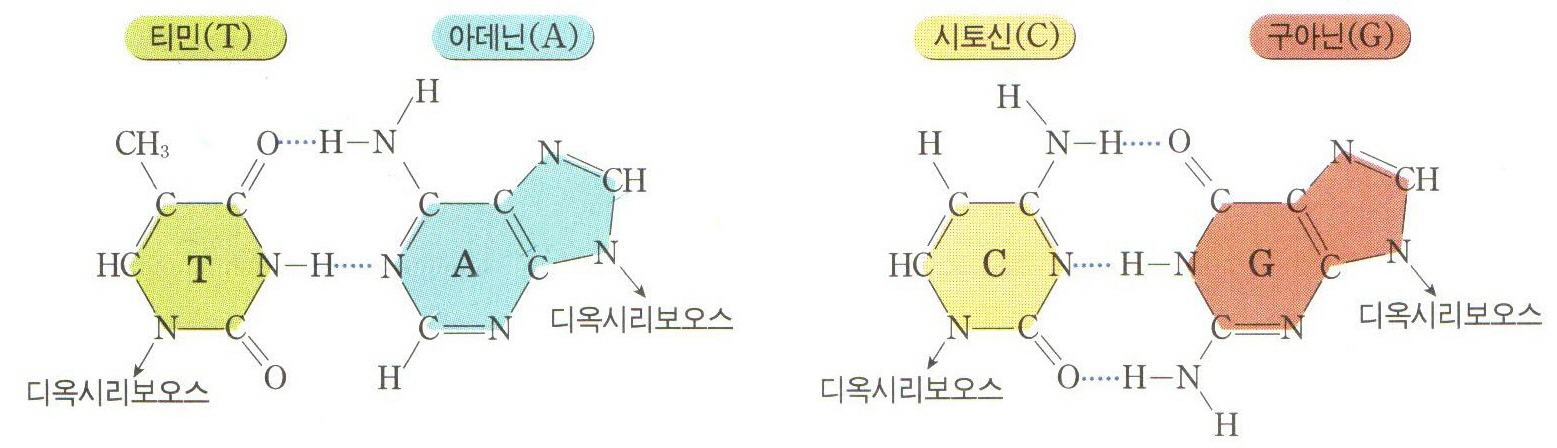 티민(T) 아데닌(A) 시토신(C) 구아닌(G)
H
H
CH₃ O H N H N H O N
CH CH
C C C C C C C C
HC T N H N A C N HC C N H N G C N
디옥시리보오스 디옥시리보오스
N C C N N C C N
H O O H N
디옥시리보오스 디옥시리보오스
H